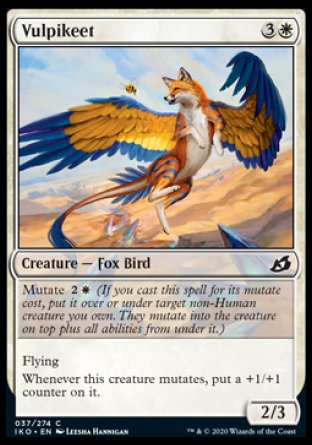 Vulpikeet 3
Creature — Fox Bird
Mutate 2 (If you cast this spell for its mutate
cost, put it over or under target non-Human
creature you own. They mutate into the creature
on top plus all abilities from under it.)
Flying
Whenever this creature mutates, put a +1/+1
counter on it.
2/3
037/274 C
IKO • EN LEESHA HANNIGAN ™ & © 2020 Wizards of the Coast